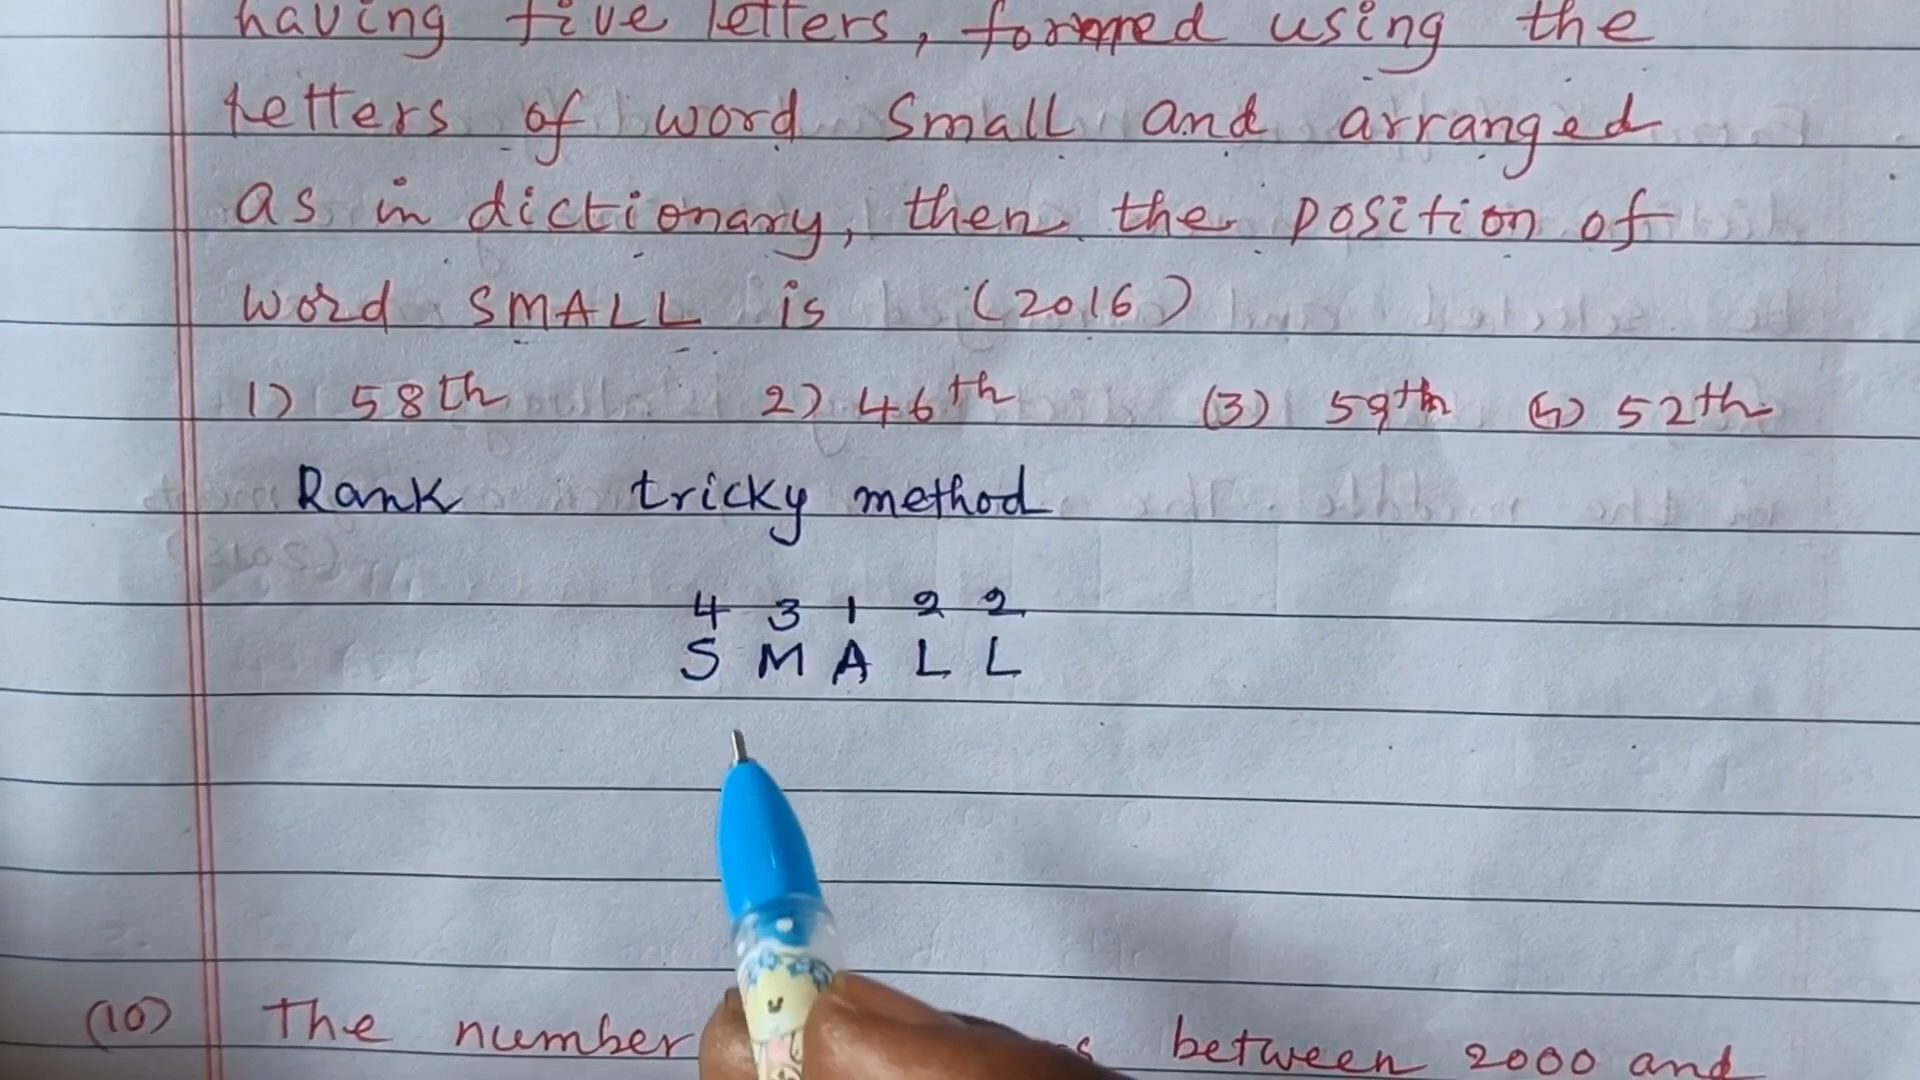 having five letters, formed using the
letters of word Small and arranged
as in dictionary, then the position of
word SMALL is (2016)
1) 58th 2) 46th (3) 59th (4) 52th
Rank tricky method
4 3 1 2 2
S M A L L
(10) The number between 2000 and